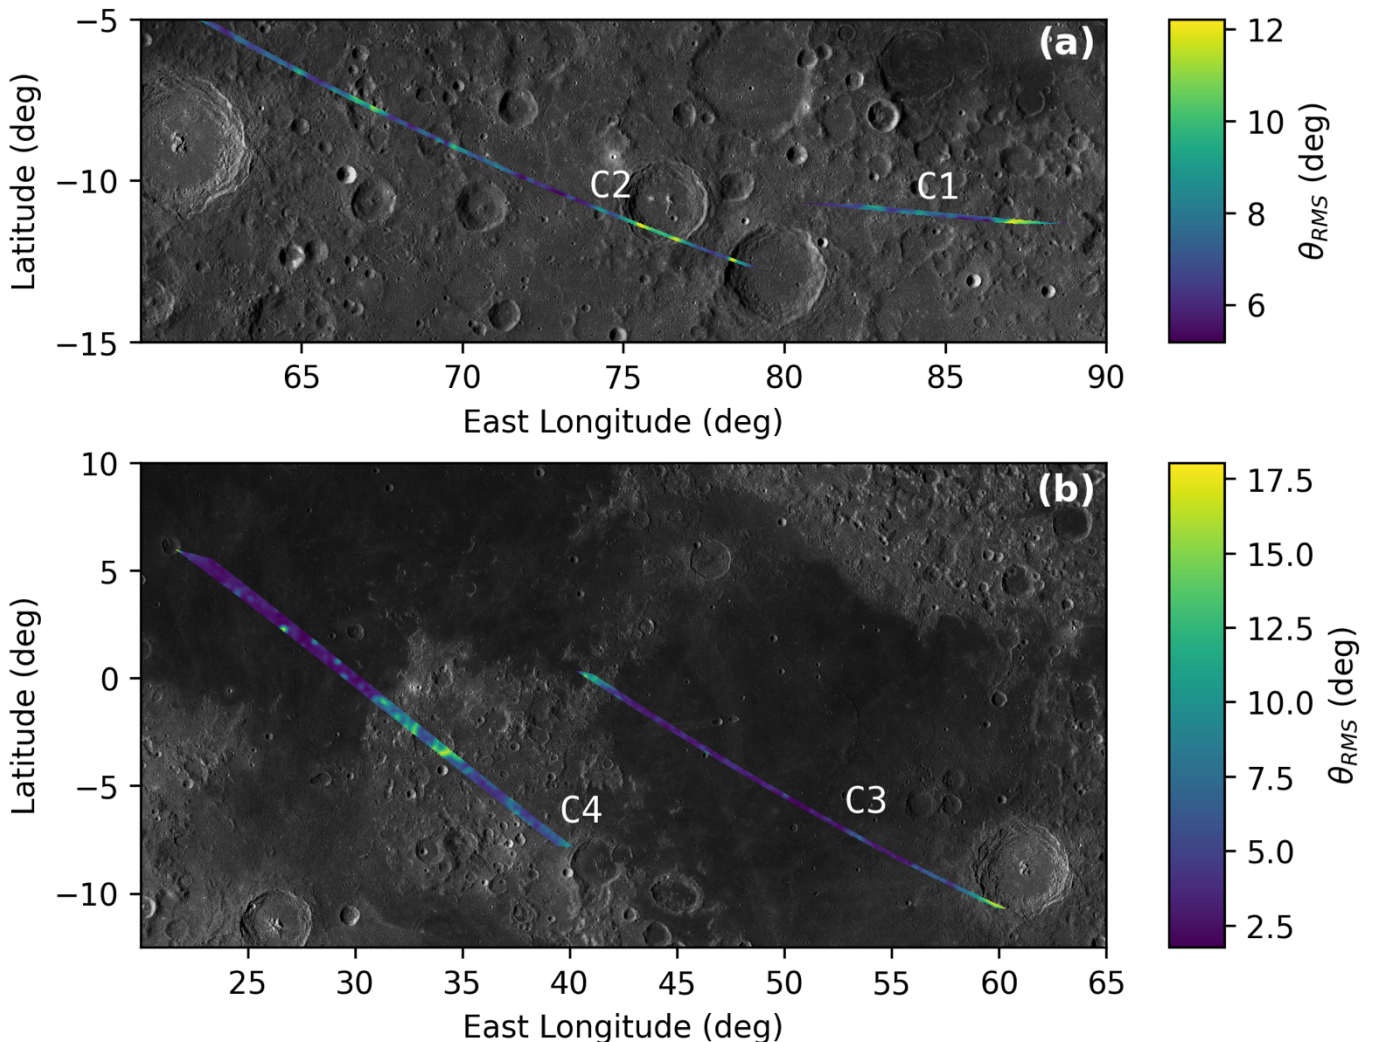 (a)
C2
C1
−5
−10
−15
Latitude (deg)
65 70 75 80 85 90
East Longitude (deg)
12
10
8
6
θRMS (deg)
(b)
C4
C3
10
5
0
−5
−10
Latitude (deg)
25 30 35 40 45 50 55 60 65
East Longitude (deg)
17.5
15.0
12.5
10.0
7.5
5.0
2.5
θRMS (deg)